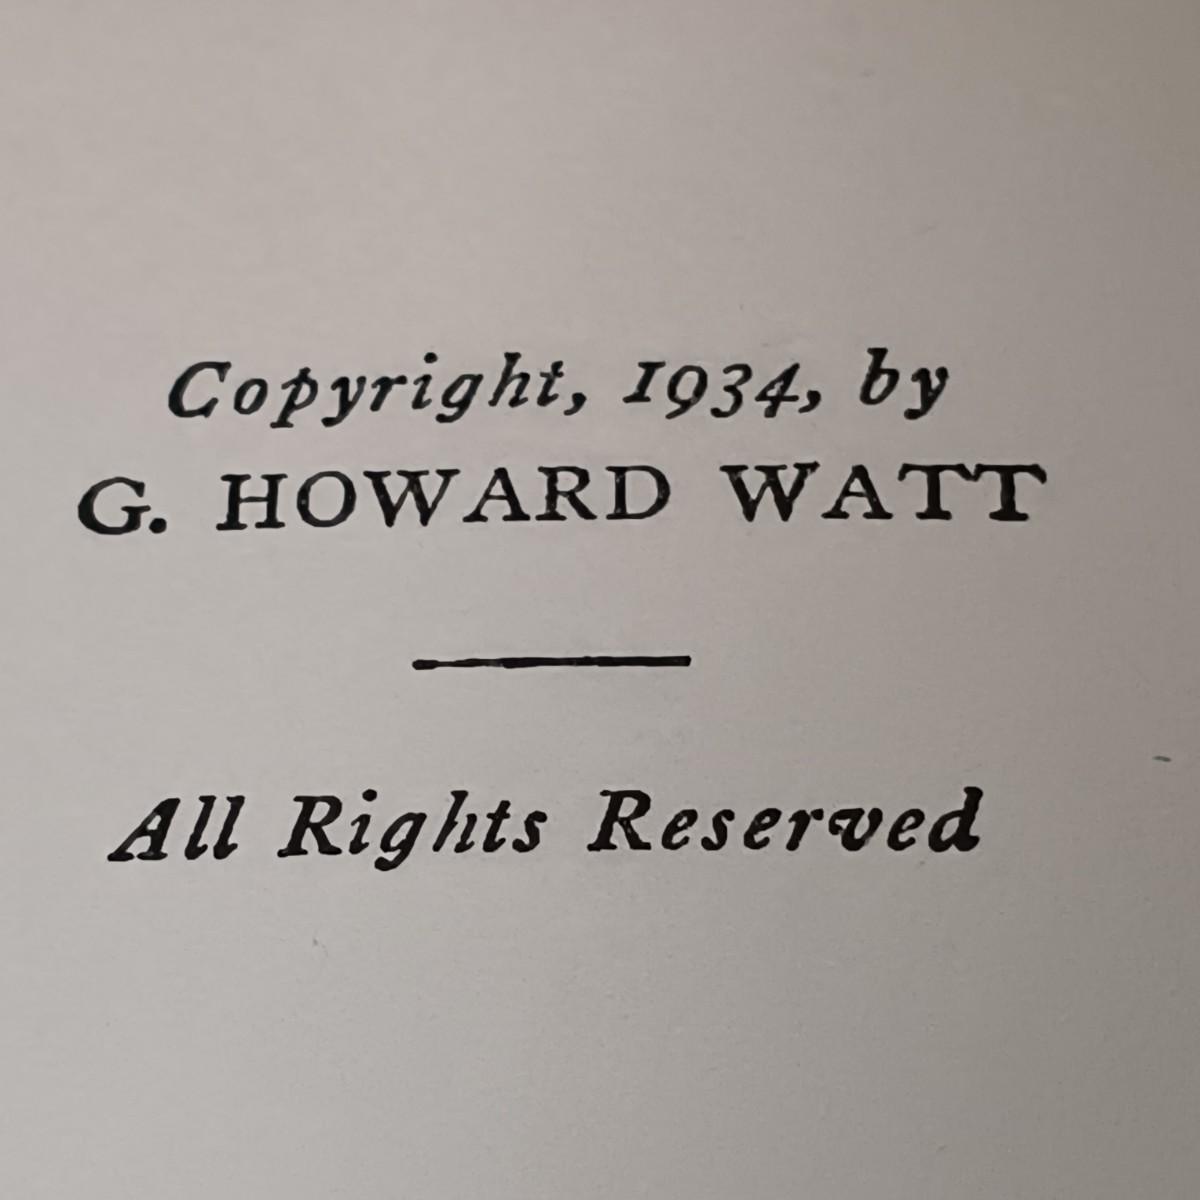 Copyright, 1934, by
G. HOWARD WATT
All Rights Reserved